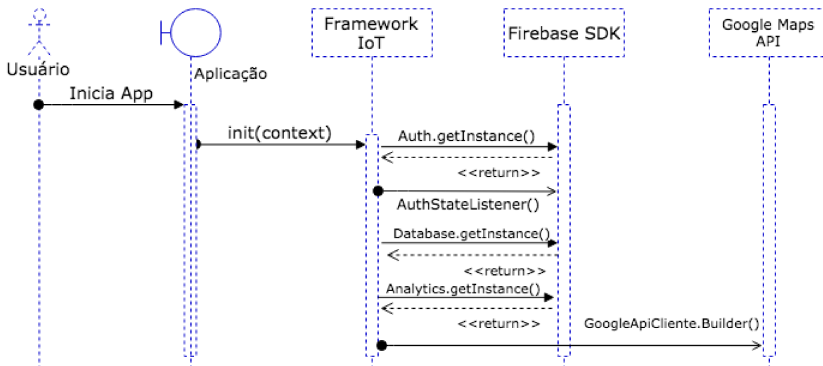 Usuário
Aplicação
Framework
IoT
Firebase SDK
Google Maps
API
Inicia App
init(context)
Auth.getInstance()
<<return>>
AuthStateListener()
Database.getInstance()
<<return>>
Analytics.getInstance()
<<return>>
GoogleApiCliente.Builder()